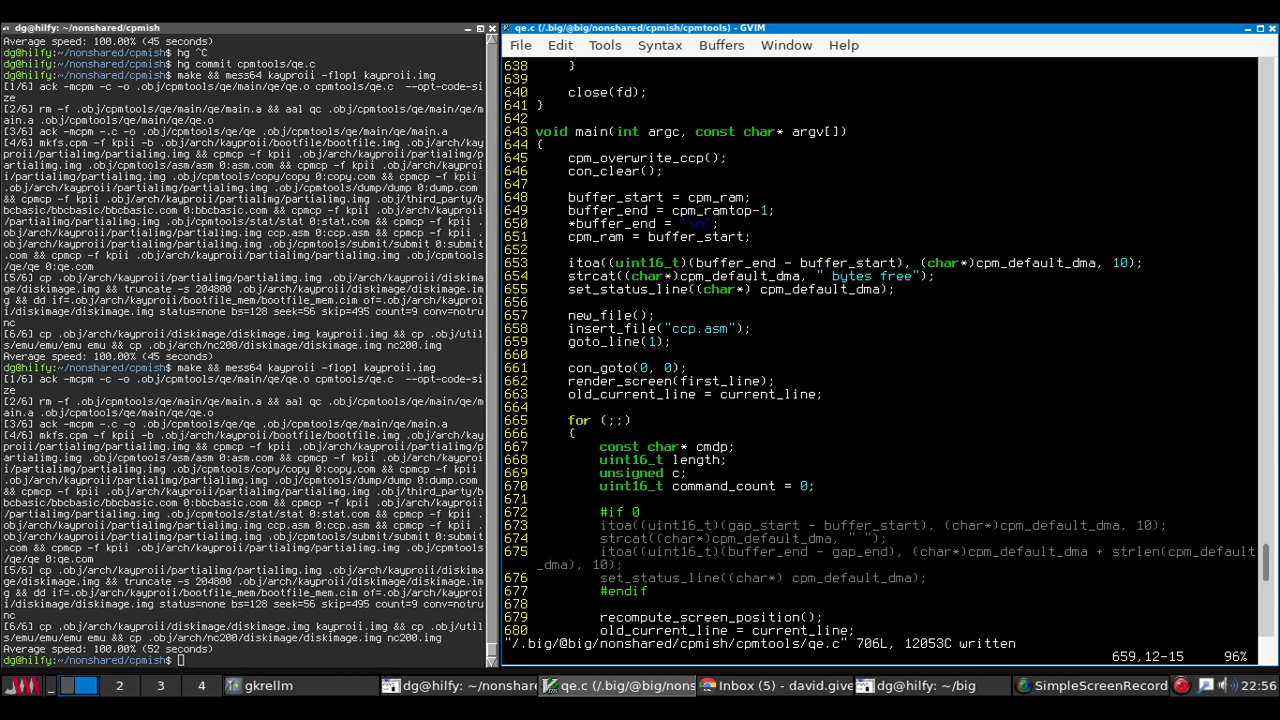 dg@hilfy: ~/nonshared/cpmish
Average speed: 100.00% (45 seconds)
dg@hilfy:~/nonshared/cpmish$ hg ^C
dg@hilfy:~/nonshared/cpmish$ hg commit cpmtools/qe.c
dg@hilfy:~/nonshared/cpmish$ make && mess64 kayproii -flop1 kayproii.img
[1/6] ack -mcpm -c -o .obj/cpmtools/qe/main/qe.o cpmtools/qe.c  --opt-code-si
ze
[2/6] rm -f .obj/cpmtools/qe/main/main.a && aal qc .obj/cpmtools/qe/main/m
ain.a .obj/cpmtools/qe/main/qe.o
[3/6] ack -mcpm -.c -o .obj/cpmtools/qe/qe .obj/cpmtools/qe/main/main.a
[4/6] mkfs.cpm -f kpii -b .obj/arch/kayproii/bootfile/bootfile.img .obj/arch/kay
proii/partialimg/partialimg.img && cpmcp -f kpii .obj/arch/kayproii/partialimg/p
artialimg.img .obj/cpmtools/asm/asm 0:asm.com && cpmcp -f kpii .obj/arch/kayproi
i/partialimg/partialimg.img .obj/cpmtools/copy/copy 0:copy.com && cpmcp -f kpii
.obj/arch/kayproii/partialimg/partialimg.img .obj/cpmtools/dump/dump 0:dump.com
&& cpmcp -f kpii .obj/arch/kayproii/partialimg/partialimg.img .obj/third_party/b
bcbasic/bbcbasic/bbcbasic.com 0:bbcbasic.com && cpmcp -f kpii .obj/arch/kayproii
/partialimg/partialimg.img .obj/cpmtools/stat/stat 0:stat.com && cpmcp -f kpii .
obj/arch/kayproii/partialimg/partialimg.img ccp.asm 0:ccp.asm && cpmcp -f kpii .
obj/arch/kayproii/partialimg/partialimg.img .obj/cpmtools/submit/submit 0:submit
.com && cpmcp -f kpii .obj/arch/kayproii/partialimg/partialimg.img .obj/cpmtools
/qe/qe 0:qe.com
[5/6] cp .obj/arch/kayproii/partialimg/partialimg.img .obj/arch/kayproii/diskima
ge/diskimage.img && truncate -s 204800 .obj/arch/kayproii/diskimage/diskimage.im
g && dd if=.obj/arch/kayproii/bootfile_mem/bootfile_mem.cim of=.obj/arch/kayproi
i/diskimage/diskimage.img status=none bs=128 seek=56 skip=495 count=9 conv=notru
nc
[6/6] cp .obj/arch/kayproii/diskimage/diskimage.img kayproii.img && cp .obj/util
s/emu/emu emu && cp .obj/arch/nc200/diskimage/diskimage.img nc200.img
Average speed: 100.00% (45 seconds)
dg@hilfy:~/nonshared/cpmish$ make && mess64 kayproii -flop1 kayproii.img
[1/6] ack -mcpm -c -o .obj/cpmtools/qe/main/qe.o cpmtools/qe.c  --opt-code-si
ze
[2/6] rm -f .obj/cpmtools/qe/main/main.a && aal qc .obj/cpmtools/qe/main/m
ain.a .obj/cpmtools/qe/main/qe.o
[3/6] ack -mcpm -.c -o .obj/cpmtools/qe/qe .obj/cpmtools/qe/main/main.a
[4/6] mkfs.cpm -f kpii -b .obj/arch/kayproii/bootfile/bootfile.img .obj/arch/kay
proii/partialimg/partialimg.img && cpmcp -f kpii .obj/arch/kayproii/partialimg/p
artialimg.img .obj/cpmtools/asm/asm 0:asm.com && cpmcp -f kpii .obj/arch/kayproi
i/partialimg/partialimg.img .obj/cpmtools/copy/copy 0:copy.com && cpmcp -f kpii
.obj/arch/kayproii/partialimg/partialimg.img .obj/cpmtools/dump/dump 0:dump.com
&& cpmcp -f kpii .obj/arch/kayproii/partialimg/partialimg.img .obj/third_party/b
bcbasic/bbcbasic/bbcbasic.com 0:bbcbasic.com && cpmcp -f kpii .obj/arch/kayproii
/partialimg/partialimg.img .obj/cpmtools/stat/stat 0:stat.com && cpmcp -f kpii .
obj/arch/kayproii/partialimg/partialimg.img ccp.asm 0:ccp.asm && cpmcp -f kpii .
obj/arch/kayproii/partialimg/partialimg.img .obj/cpmtools/submit/submit 0:submit
.com && cpmcp -f kpii .obj/arch/kayproii/partialimg/partialimg.img .obj/cpmtools
/qe/qe 0:qe.com
[5/6] cp .obj/arch/kayproii/partialimg/partialimg.img .obj/arch/kayproii/diskima
ge/diskimage.img && truncate -s 204800 .obj/arch/kayproii/diskimage/diskimage.im
g && dd if=.obj/arch/kayproii/bootfile_mem/bootfile_mem.cim of=.obj/arch/kayproi
i/diskimage/diskimage.img status=none bs=128 seek=56 skip=495 count=9 conv=notru
nc
[6/6] cp .obj/arch/kayproii/diskimage/diskimage.img kayproii.img && cp .obj/util
s/emu/emu emu && cp .obj/arch/nc200/diskimage/diskimage.img nc200.img
Average speed: 100.00% (52 seconds)
dg@hilfy:~/nonshared/cpmish$
qe.c (/.big/@big/nonshared/cpmish/cpmtools) - GVIM
File Edit Tools Syntax Buffers Window Help
638     }
639
640     close(fd);
641 }
642
643 void main(int argc, const char* argv[])
644 {
645     cpm_overwrite_ccp();
646     con_clear();
647
648     buffer_start = cpm_ram;
649     buffer_end = cpm_ramtop-1;
650     *buffer_end = '\n';
651     cpm_ram = buffer_start;
652
653     itoa((uint16_t)(buffer_end - buffer_start), (char*)cpm_default_dma, 10);
654     strcat((char*)cpm_default_dma, " bytes free");
655     set_status_line((char*) cpm_default_dma);
656
657     new_file();
658     insert_file("ccp.asm");
659     goto_line(1);
660
661     con_goto(0, 0);
662     render_screen(first_line);
663     old_current_line = current_line;
664
665     for (;;)
666     {
667         const char* cmdp;
668         uint16_t length;
669         unsigned c;
670         uint16_t command_count = 0;
671
672         #if 0
673         itoa((uint16_t)(gap_start - buffer_start), (char*)cpm_default_dma, 10);
674         strcat((char*)cpm_default_dma, " ");
675         itoa((uint16_t)(buffer_end - gap_end), (char*)cpm_default_dma + strlen(cpm_default
_dma), 10);
676         set_status_line((char*) cpm_default_dma);
677         #endif
678
679         recompute_screen_position();
680         old_current_line = current_line;
"/.big/@big/nonshared/cpmish/cpmtools/qe.c" 706L, 12053C written
659,12-15 96%
2 3 4 gkrellm dg@hilfy: ~/nonshare qe.c (/.big/@big/nons Inbox (5) - david.give dg@hilfy: ~/big SimpleScreenRecord 22:56